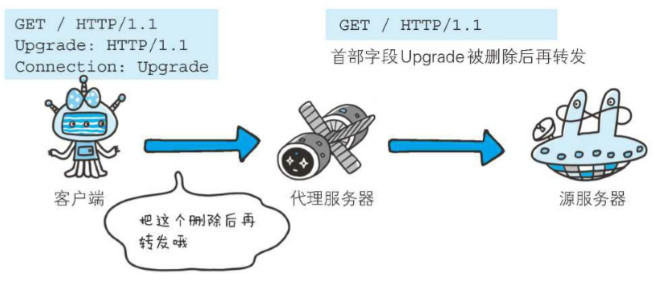 GET / HTTP/1.1
Upgrade: HTTP/1.1
Connection: Upgrade
GET / HTTP/1.1
首部字段Upgrade被删除后再转发
客户端
代理服务器
源服务器
把这个删除后再
转发哦